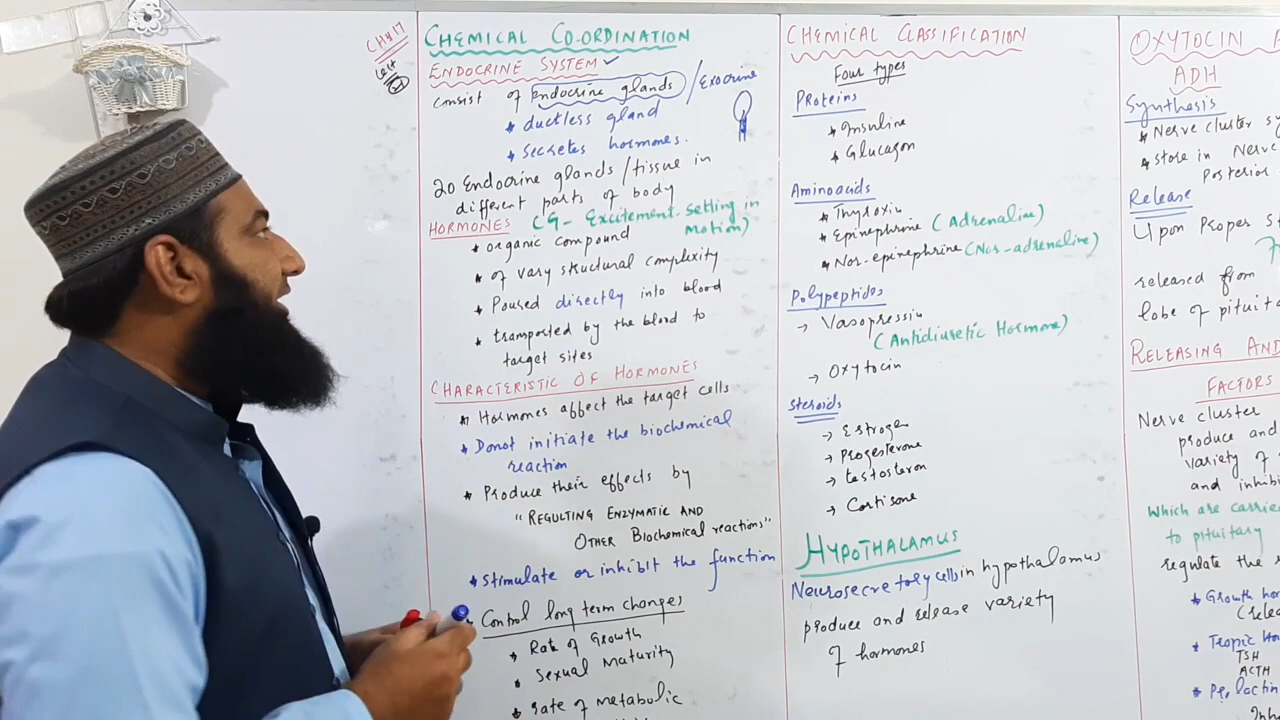 CH#17
Lect
CHEMICAL CO-ORDINATION
ENDOCRINE SYSTEM
consist of Endocrine glands / Exocrine
* ductless gland
* secretes hormones.
20 Endocrine glands / tissue in
different parts of body
HORMONES (G- Excitement-Setting in
Motion)
* organic compound
* of vary structural complexity
* Poured directly into blood
* transported by the blood to
target sites
CHARACTERISTIC OF HORMONES
* Hormones affect the target cells
* Donot initiate the biochemical
reaction
* Produce their effects by
"REGULTING ENZYMATIC AND
OTHER Biochemical reactions"
* Stimulate or inhibit the function
Control long term changes
* Rate of Growth
* Sexual Maturity
* rate of metabolic
CHEMICAL CLASSIFICATION
Four types
Proteins
* Insuline
* Glucagon
Aminoacids
* Thyroxin
* Epinephrine (Adrenaline)
* Nor-epinephrine (Nor-adrenaline)
Polypeptides
→ Vasopressin
(Antidiuretic Hormone)
→ Oxytocin
Steroids
→ Estrogen
→ Progesterone
→ testosteron
→ Cortisone
HYPOTHALAMUS
Neurosecretory cells in hypothalamus
produce and release variety
of hormones
OXYTOCIN
ADH
Synthesis
* Nerve cluster
* store in Nerve
Posterior
Release
Upon Proper
released from
lobe of pituit
RELEASING AND
FACTORS
Nerve cluster
produce and
variety of
and inhibi
which are carried
to pituitary
regulate the
* Growth hor
* Tropic Ho
TSH
ACTH